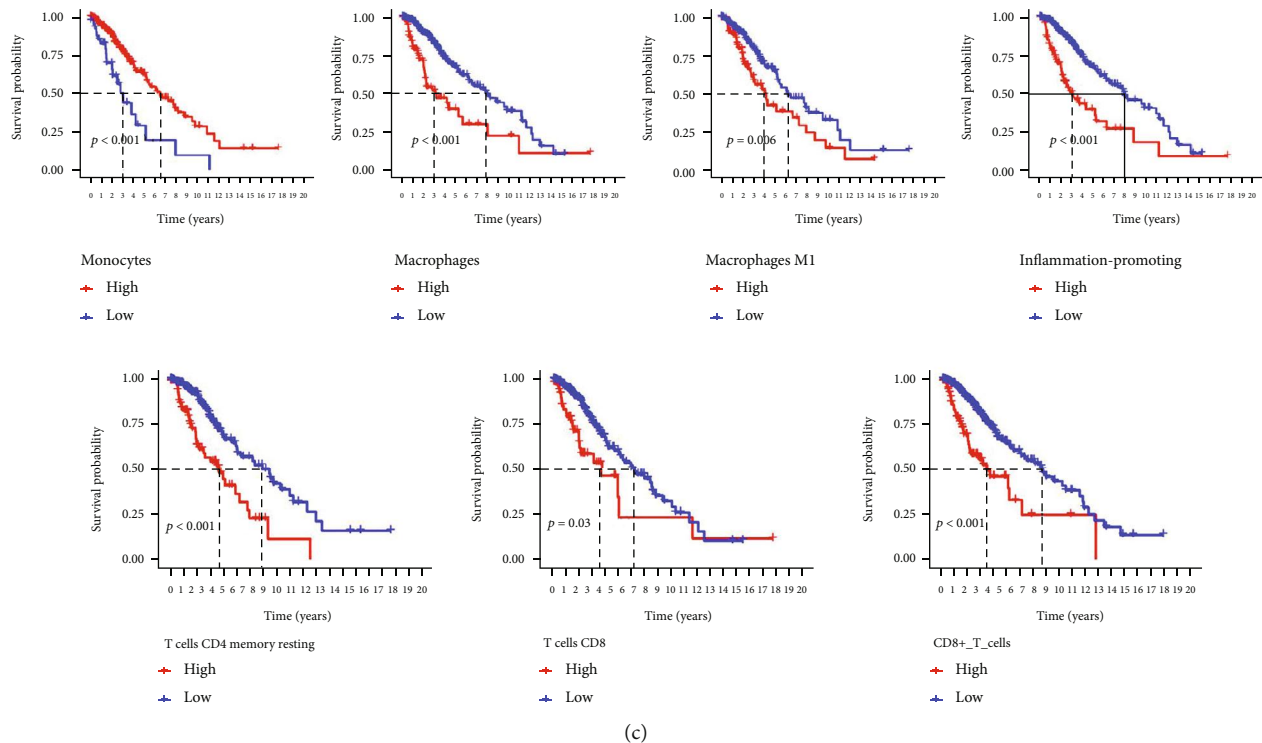 1.00
0.75
0.50
0.25
0.00
Survival probability
p < 0.001
0 1 2 3 4 5 6 7 8 9 10 11 12 13 14 15 17 18 19 20
Time (years)
Monocytes
High
Low
1.00
0.75
0.50
0.25
0.00
Survival probability
p < 0.001
0 1 2 3 4 5 6 7 8 9 10 11 12 13 14 15 17 18 19 20
Time (years)
Macrophages
High
Low
1.00
0.75
0.50
0.25
0.00
Survival probability
p = 0.006
0 1 2 3 4 5 6 7 8 9 10 11 12 13 14 15 17 18 19 20
Time (years)
Macrophages M1
High
Low
1.00
0.75
0.50
0.25
0.00
Survival probability
p < 0.001
0 1 2 3 4 5 6 7 8 9 10 11 12 13 14 15 17 18 19 20
Time (years)
Inflammation-promoting
High
Low
1.00
0.75
0.50
0.25
0.00
Survival probability
p < 0.001
0 1 2 3 3 5 6 7 8 9 10 11 12 13 14 15 17 18 19 20
Time (years)
T cells CD4 memory resting
High
Low
1.00
0.75
0.50
0.25
0.00
Survival probability
p = 0.03
0 1 2 3 4 5 6 7 8 9 10 11 12 13 14 15 17 18 19 20
Time (years)
T cells CD8
High
Low
1.00
0.75
0.50
0.25
0.00
Survival probability
p < 0.001
0 1 2 3 4 5 6 7 8 9 10 11 13 14 15 16 17 18 19 20
Time (years)
CD8+_T_cells
High
Low
(c)